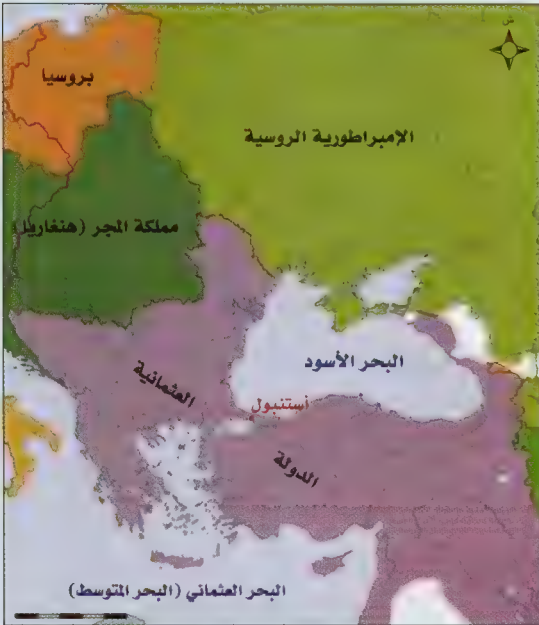 ش
بروسيا
الإمبراطورية الروسية
مملكة المجر (هنغاريا)
البحر الأسود
العثمانية
أستنبول
الدولة
البحر العثماني (البحر المتوسط)